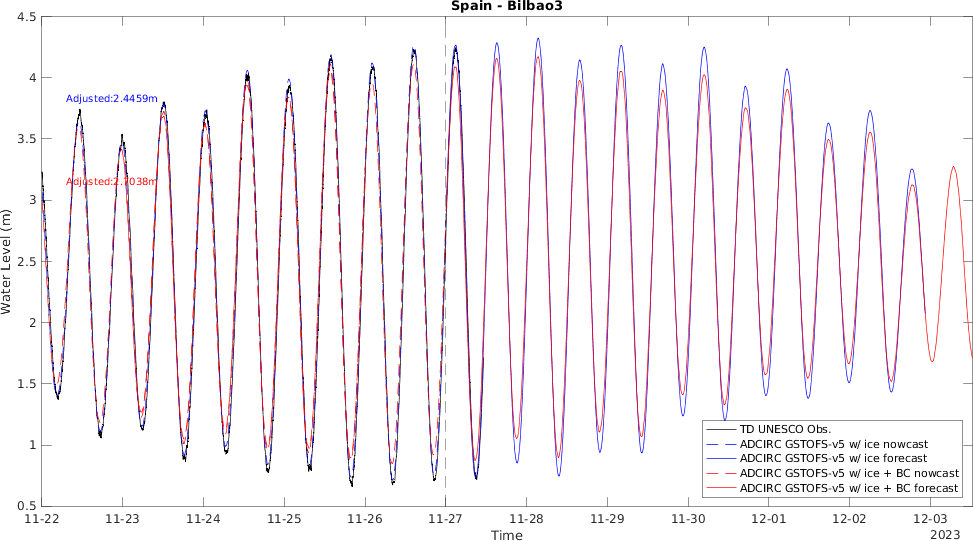 Spain - Bilbao3
4.5
4
3.5
3
2.5
2
1.5
1
0.5
Water Level (m)
Adjusted:2.4459m
Adjusted:2.7038m
TD UNESCO Obs.
ADCIRC GSTOFS-v5 w/ ice nowcast
ADCIRC GSTOFS-v5 w/ ice forecast
ADCIRC GSTOFS-v5 w/ ice + BC nowcast
ADCIRC GSTOFS-v5 w/ ice + BC forecast
11-22 11-23 11-24 11-25 11-26 11-27 11-28 11-29 11-30 12-01 12-02 12-03
2023
Time